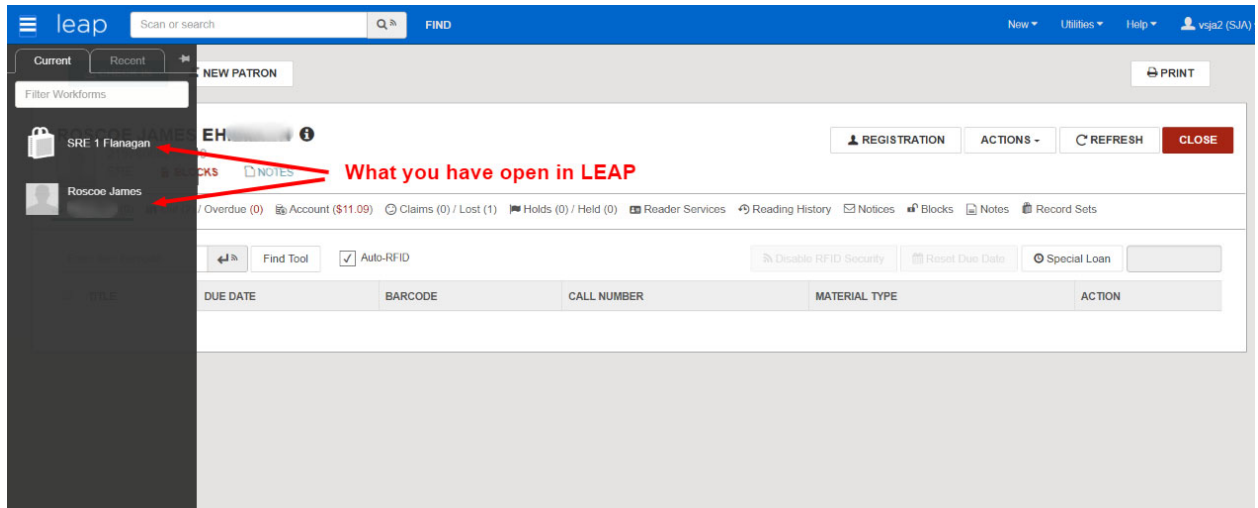 leap Scan or search FIND New Utilities Help vsja2 (SJA)
Current Recent NEW PATRON PRINT
Filter Workforms
ROSCOE JAMES EH. REGISTRATION ACTIONS REFRESH CLOSE
SRE 1 Flanagan
What you have open in LEAP
BLOCKS NOTES
Roscoe James
/ Overdue (0) Account ($11.09) Claims (0) / Lost (1) Holds (0) / Held (0) Reader Services Reading History Notices Blocks Notes Record Sets
Find Tool Auto-RFID Disable RFID Security Reset Due Date Special Loan
TITLE DUE DATE BARCODE CALL NUMBER MATERIAL TYPE ACTION